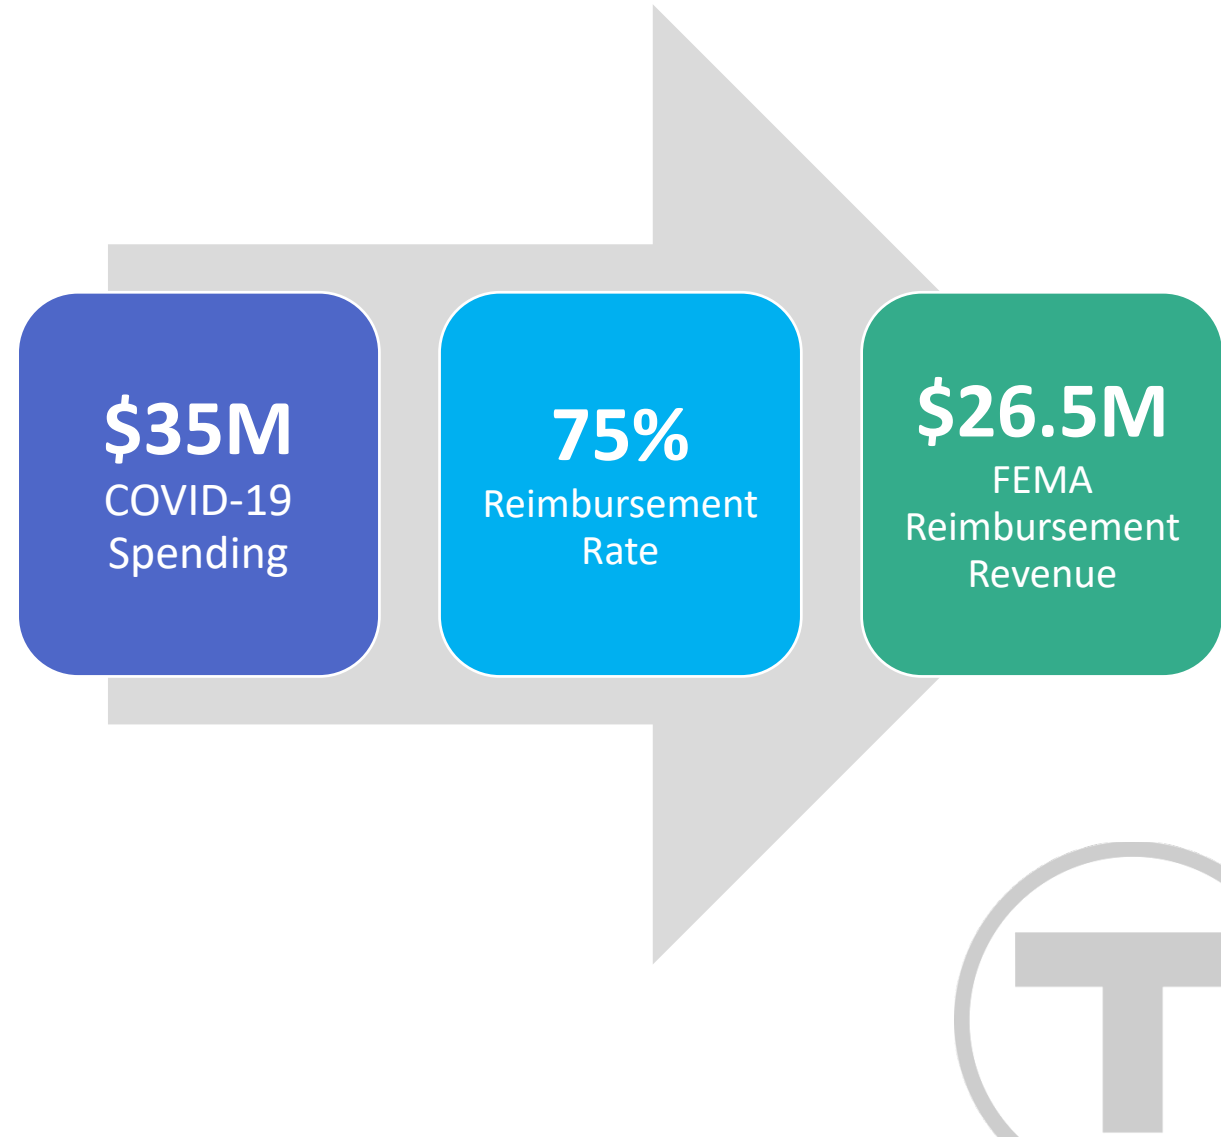 $35M
COVID-19
Spending
75%
Reimbursement
Rate
$26.5M
FEMA
Reimbursement
Revenue
T